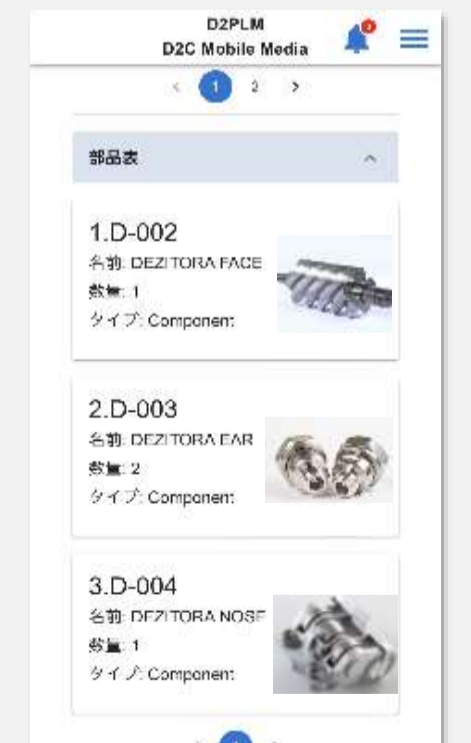 D2PLM
D2C Mobile Media
1 2
部品表
1.D-002
名前: DEZITORA FACE
数量: 1
タイプ: Component
2.D-003
名前: DEZITORA EAR
数量: 2
タイプ: Component
3.D-004
名前: DEZITORA NOSE
数量: 1
タイプ: Component